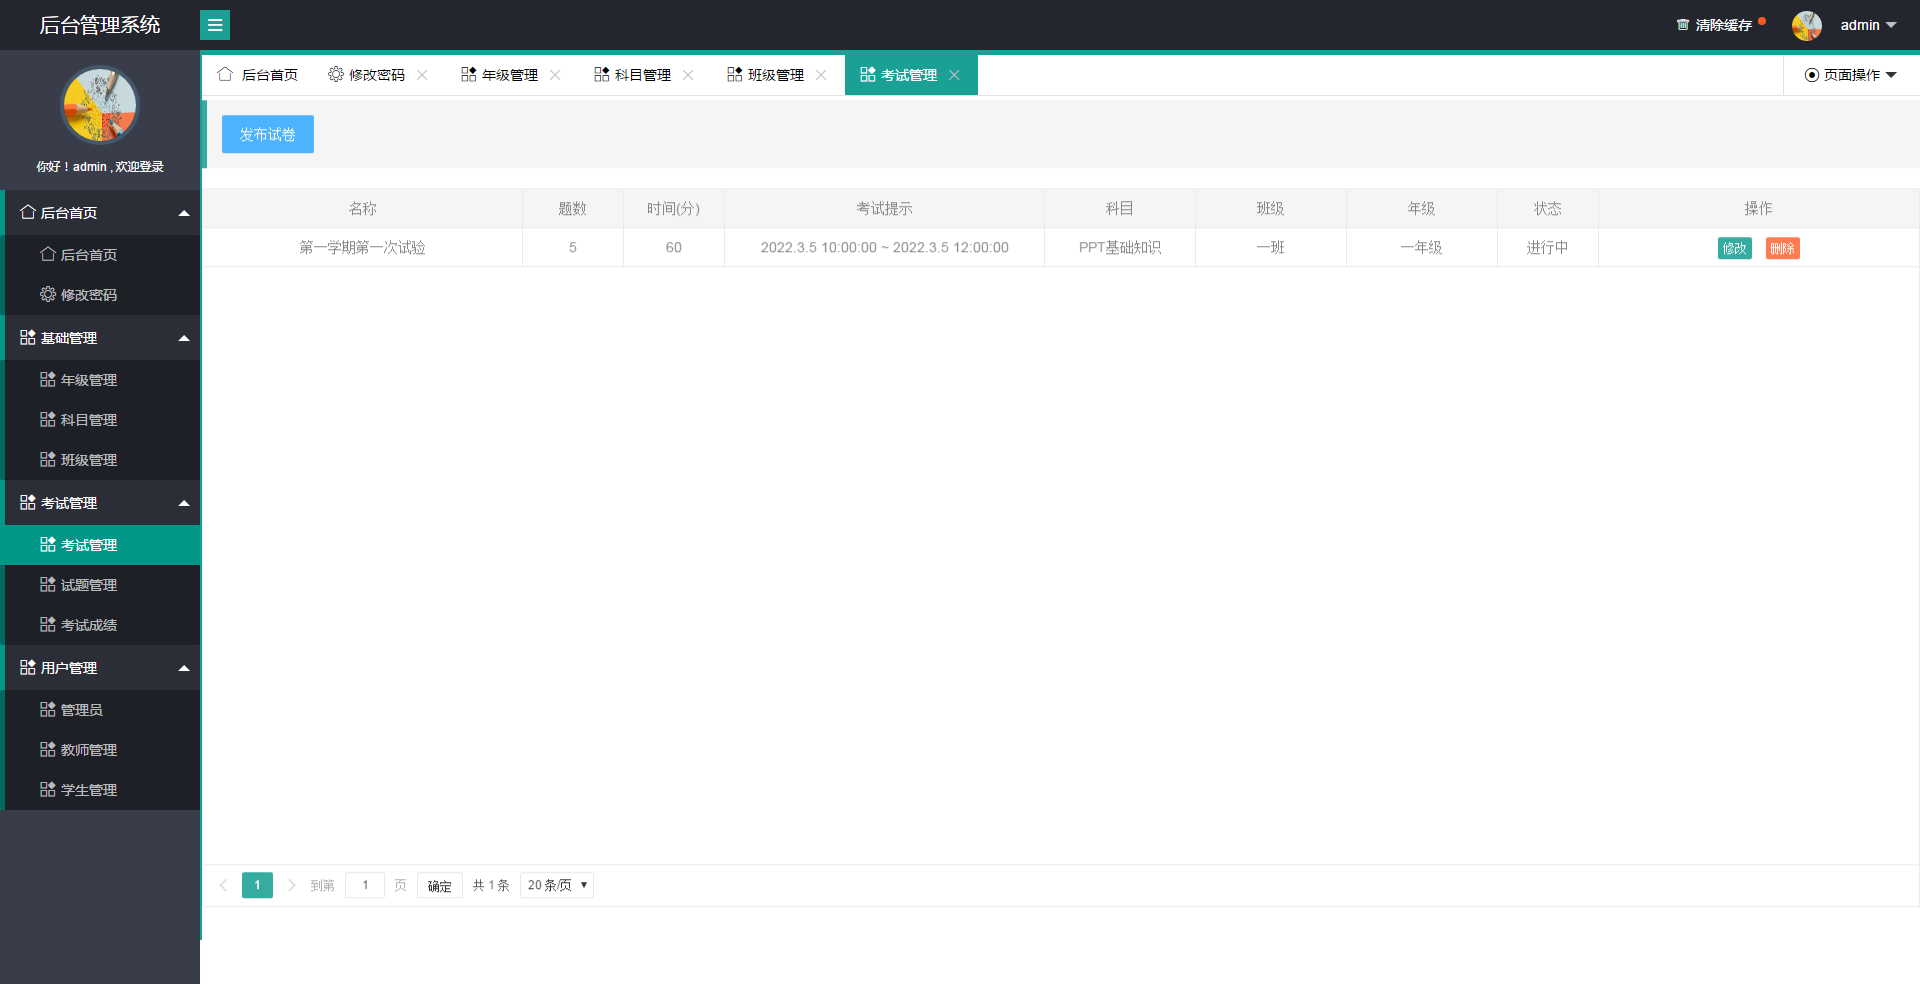 后台管理系统
清除缓存
admin
后台首页
修改密码
年级管理
科目管理
班级管理
考试管理
页面操作
你好！admin , 欢迎登录
后台首页
后台首页
修改密码
基础管理
年级管理
科目管理
班级管理
考试管理
考试管理
试题管理
考试成绩
用户管理
管理员
教师管理
学生管理
发布试卷
名称 题数 时间(分) 考试提示 科目 班级 年级 状态 操作
第一学期第一次试验 5 60 2022.3.5 10:00:00 ~ 2022.3.5 12:00:00 PPT基础知识 一班 一年级 进行中 修改 删除
1 到第 1 页 确定 共 1 条 20 条/页